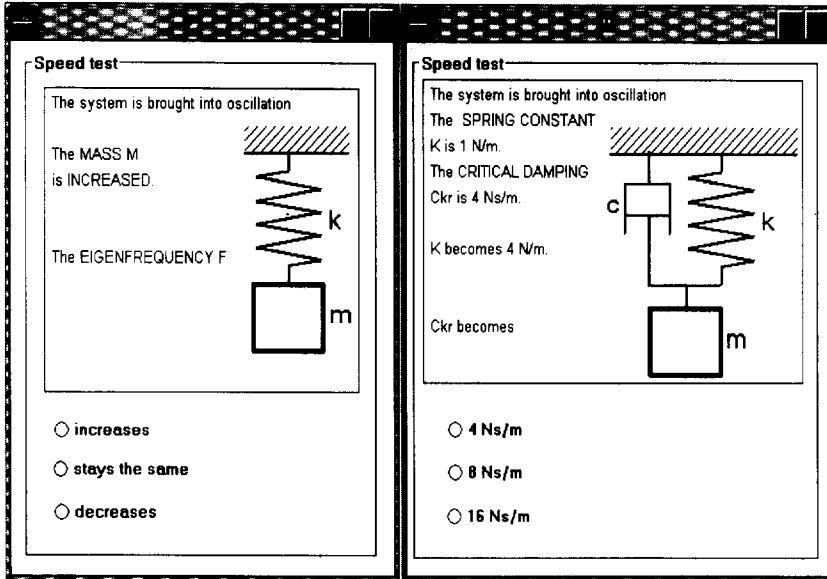 Speed test
The system is brought into oscillation
The MASS M
is INCREASED.
k
The EIGENFREQUENCY F
m
increases
stays the same
decreases
Speed test
The system is brought into oscillation
The SPRING CONSTANT
K is 1 N/m.
The CRITICAL DAMPING
Ckr is 4 Ns/m.
c
k
K becomes 4 N/m.
Ckr becomes
m
4 Ns/m
8 Ns/m
16 Ns/m